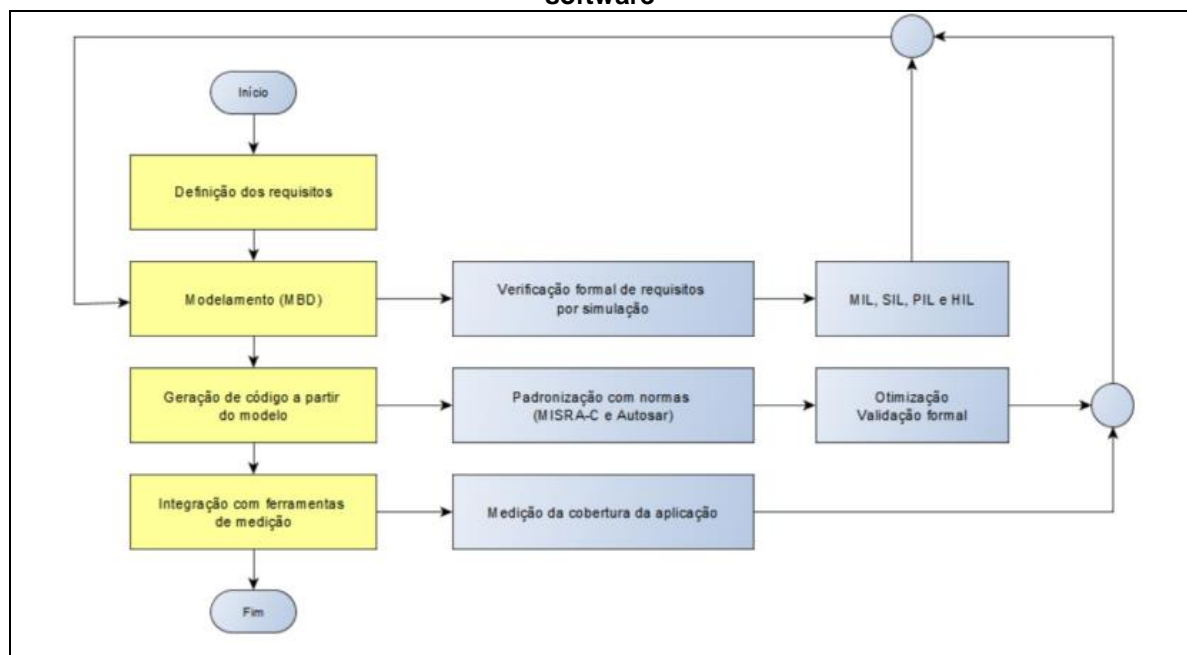 software
Início
Definição dos requisitos
Modelamento (MBD)
Verificação formal de requisitos
por simulação
MIL, SIL, PIL e HIL
Geração de código a partir
do modelo
Padronização com normas
(MISRA-C e Autosar)
Otimização
Validação formal
Integração com ferramentas
de medição
Medição da cobertura da aplicação
Fim